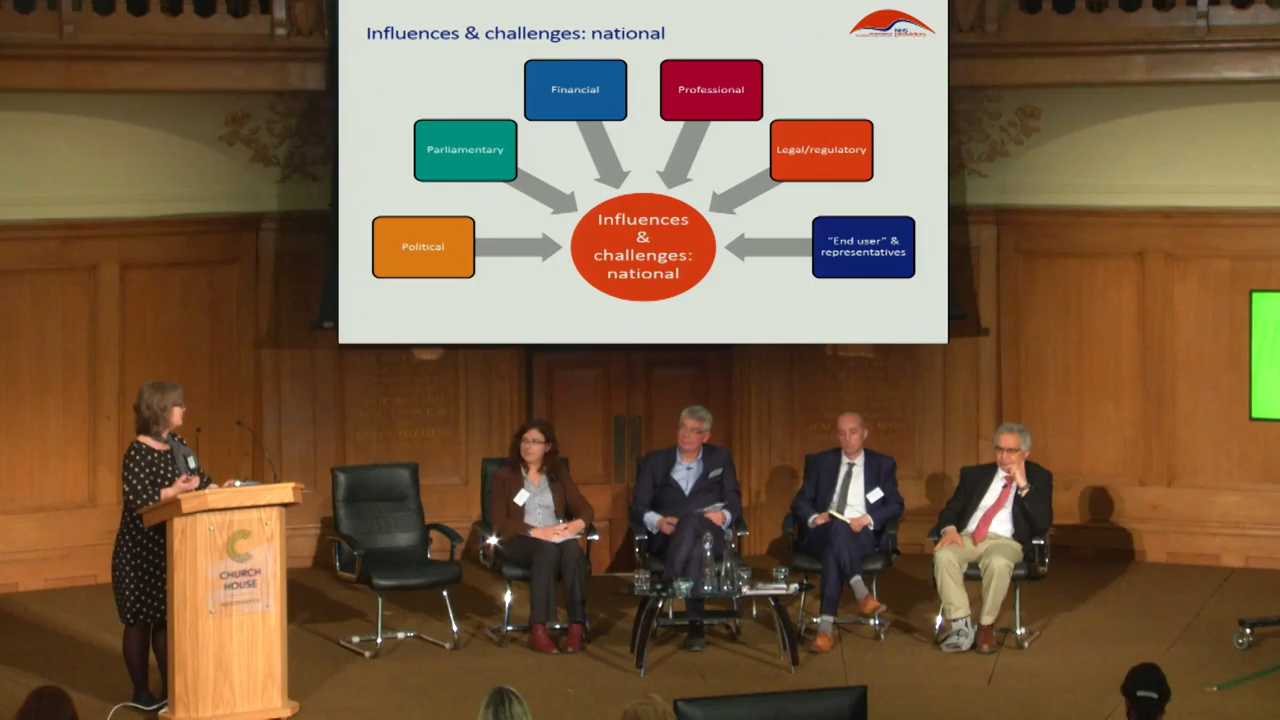 Influences & challenges: national
NHS
providers
Financial
Professional
Parliamentary
Legal/regulatory
Political
Influences
&
challenges:
national
“End user” &
representatives
CHURCH
HOUSE
WESTMINSTER